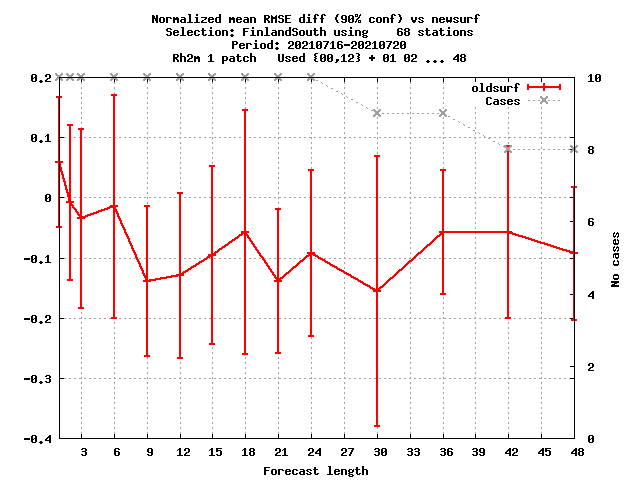 Normalized mean RMSE diff (90% conf) vs newsurf
Selection: FinlandSouth using    68 stations
Period: 20210716-20210720
Rh2m 1 patch   Used {00,12} + 01 02 ... 48
oldsurf
Cases
0.2
0.1
0
-0.1
-0.2
-0.3
-0.4
10
8
6
4
2
0
No cases
3 6 9 12 15 18 21 24 27 30 33 36 39 42 45 48
Forecast length